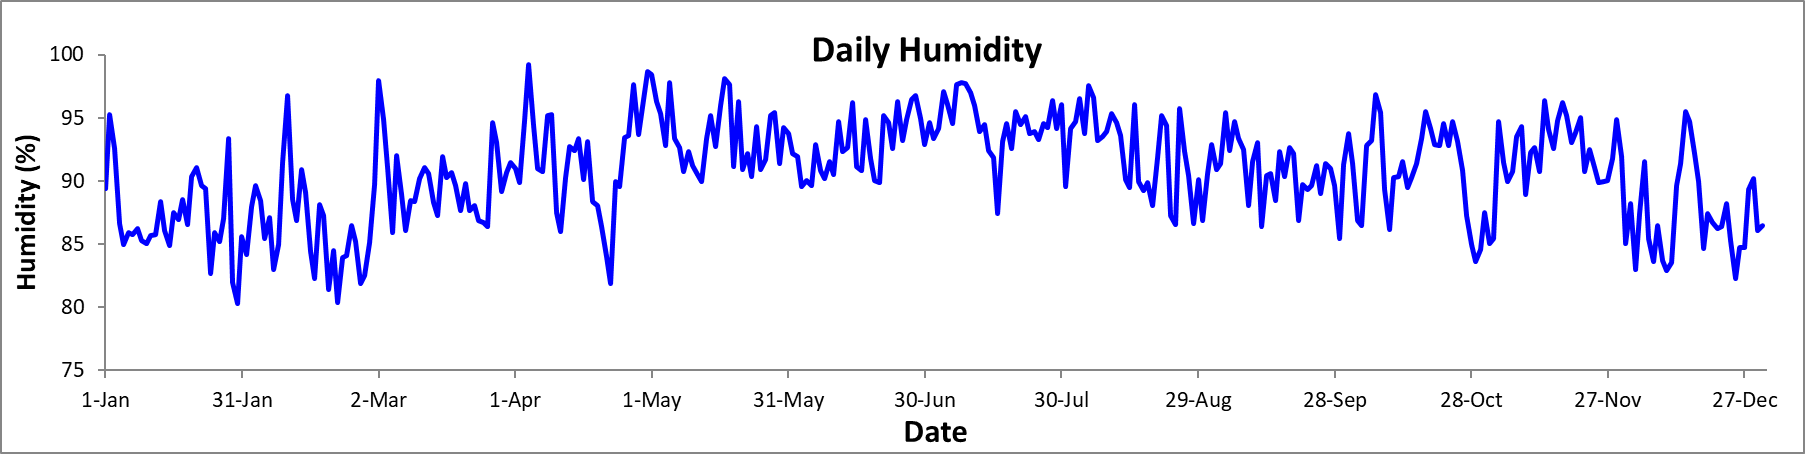 Daily Humidity
Humidity (%)
100
95
90
85
80
75
1-Jan 31-Jan 2-Mar 1-Apr 1-May 31-May 30-Jun 30-Jul 29-Aug 28-Sep 28-Oct 27-Nov 27-Dec
Date